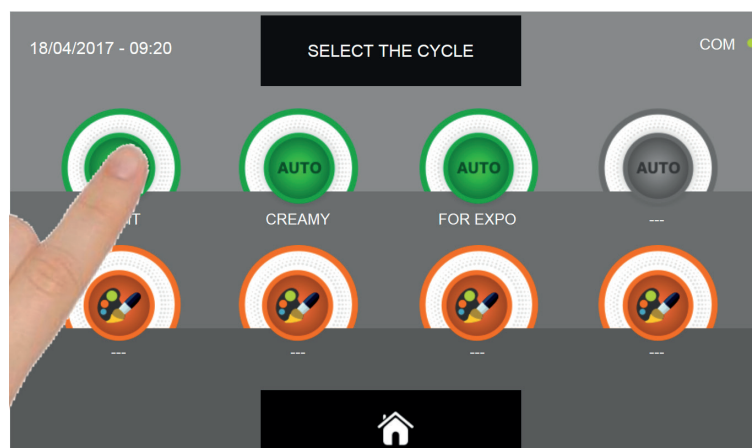 18/04/2017 - 09:20
SELECT THE CYCLE
COM
AUTO
AUTO
AUTO
CREAMY
FOR EXPO
---
---
---
---
---